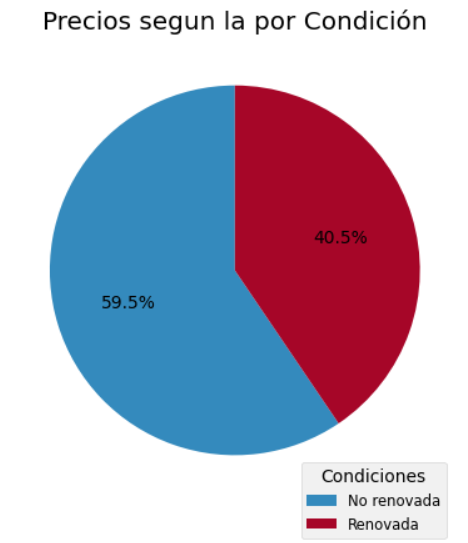 Precios segun la por Condición
40.5%
59.5%
Condiciones
No renovada
Renovada